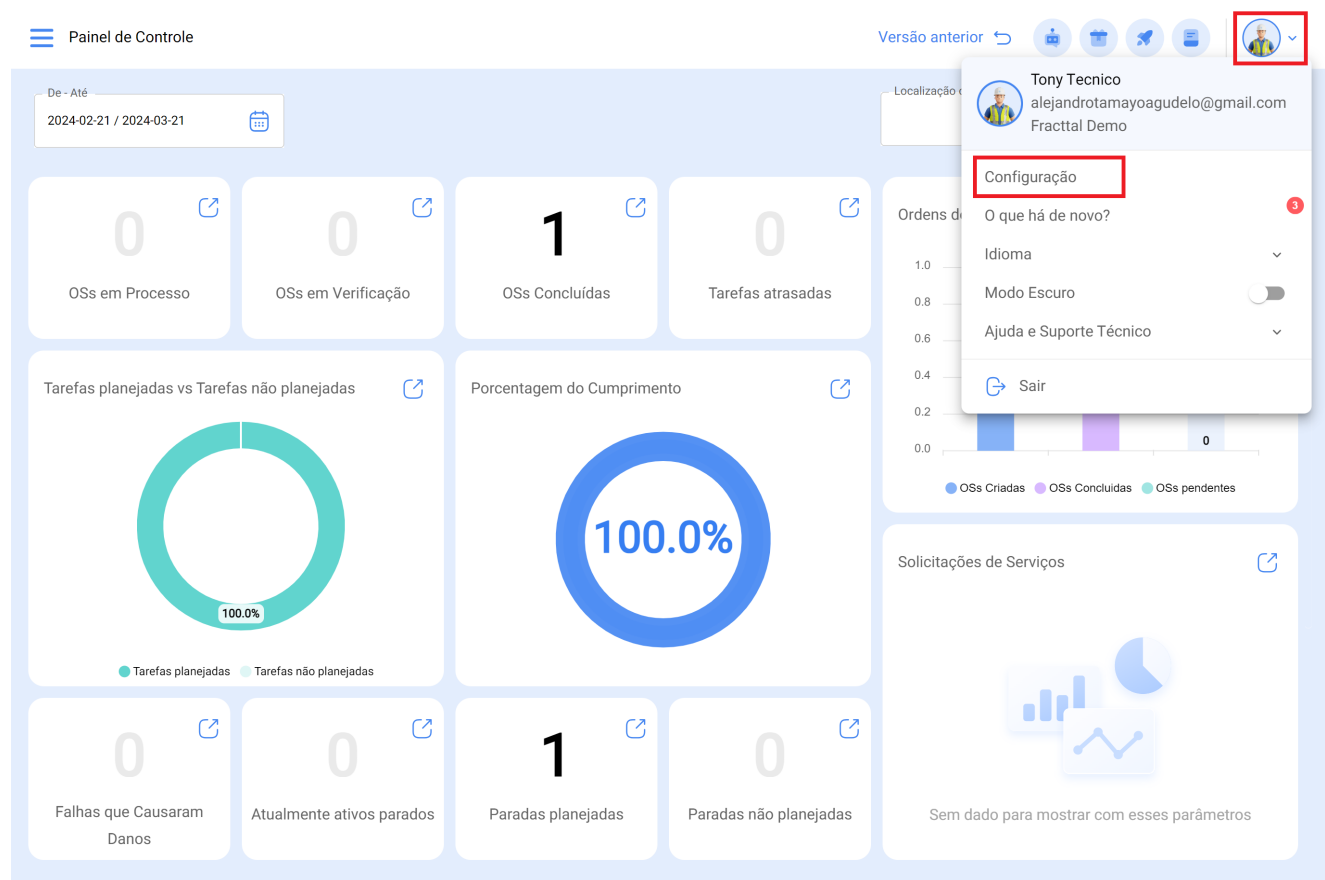 Painel de Controle
Versão anterior
De - Até
2024-02-21 / 2024-03-21
Localização
Tony Tecnico
alejandrotamayoagudelo@gmail.com
Fracttal Demo
Configuração
O que há de novo?
3
Idioma
Modo Escuro
Ajuda e Suporte Técnico
Sair
0
OSs em Processo
0
OSs em Verificação
1
OSs Concluídas
0
Tarefas atrasadas
Ordens
1.0
0.8
0.6
0.4
0.2
0.0
0
OSs Criadas
OSs Concluidas
OSs pendentes
Tarefas planejadas vs Tarefas não planejadas
100.0%
Tarefas planejadas
Tarefas não planejadas
Porcentagem do Cumprimento
100.0%
Solicitações de Serviços
Sem dado para mostrar com esses parâmetros
0
Falhas que Causaram
Danos
0
Atualmente ativos parados
1
Paradas planejadas
0
Paradas não planejadas